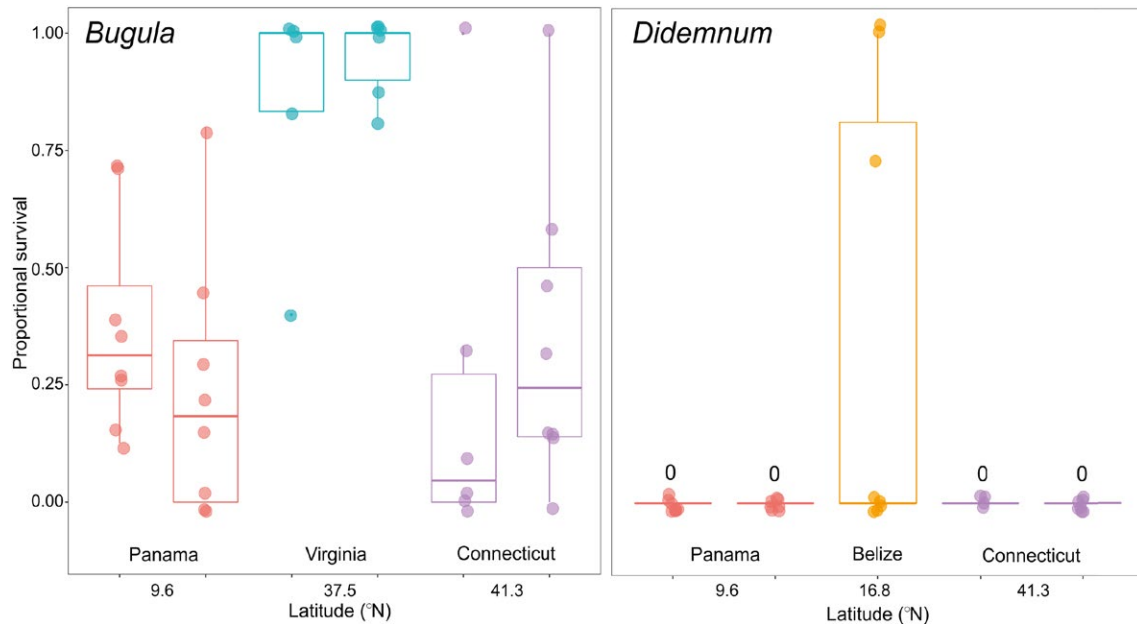 Bugula
Didemnum
Proportional survival
1.00
0.75
0.50
0.25
0.00
0
0
0
0
Panama
Virginia
Connecticut
Panama
Belize
Connecticut
9.6
37.5
41.3
9.6
16.8
41.3
Latitude (°N)
Latitude (°N)